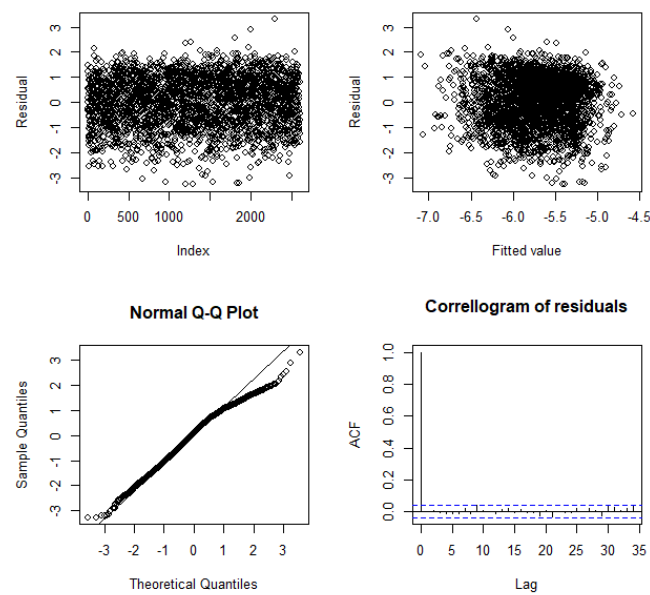 Residual
3
2
1
0
-1
-2
-3
0 500 1000 2000
Index
Residual
3
2
1
0
-1
-2
-3
-7.0 -6.5 -6.0 -5.5 -5.0 -4.5
Fitted value
Normal Q-Q Plot
Sample Quantiles
3
2
1
0
-1
-2
-3
-3 -2 -1 0 1 2 3
Theoretical Quantiles
Correllogram of residuals
ACF
1.0
0.8
0.6
0.4
0.2
0.0
0 5 10 15 20 25 30 35
Lag